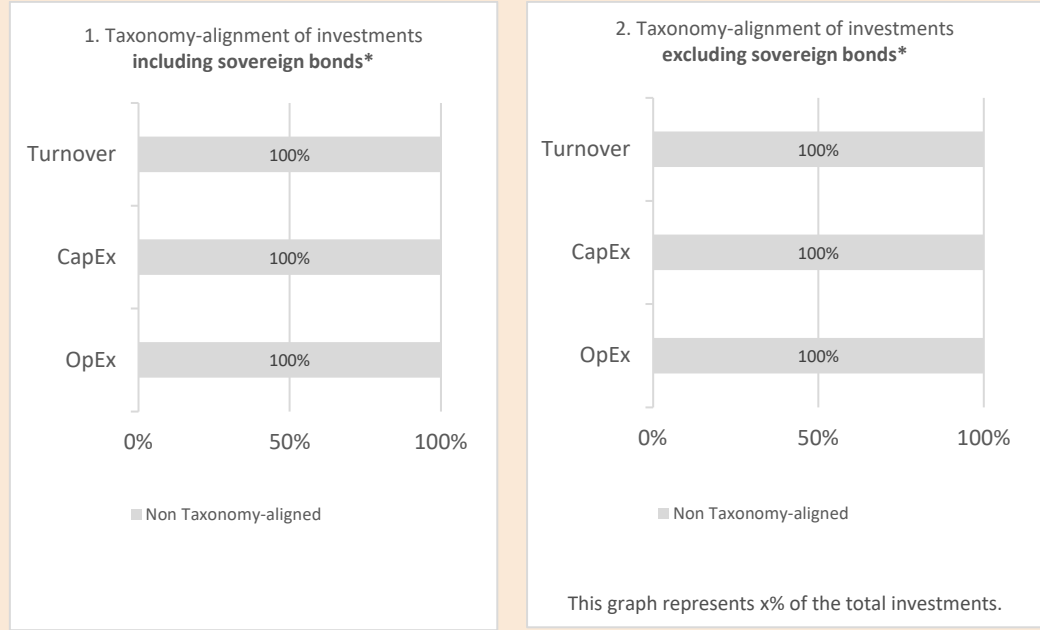 1. Taxonomy-alignment of investments
including sovereign bonds*
Turnover
100%
CapEx
100%
OpEx
100%
0%
50%
100%
Non Taxonomy-aligned
2. Taxonomy-alignment of investments
excluding sovereign bonds*
Turnover
100%
CapEx
100%
OpEx
100%
0%
50%
100%
Non Taxonomy-aligned
This graph represents x% of the total investments.